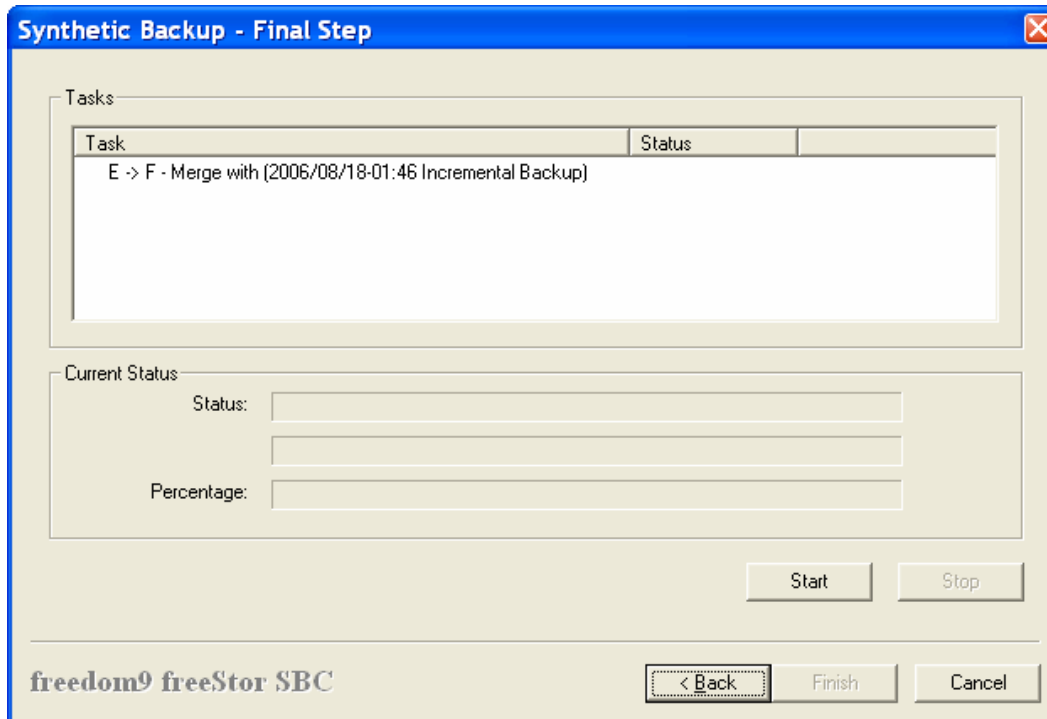 Synthetic Backup - Final Step
Tasks
Task Status
E -> F - Merge with (2006/08/18-01:46 Incremental Backup)
Current Status
Status:
Percentage:
Start Stop
freedom9 freeStor SBC < Back Finish Cancel